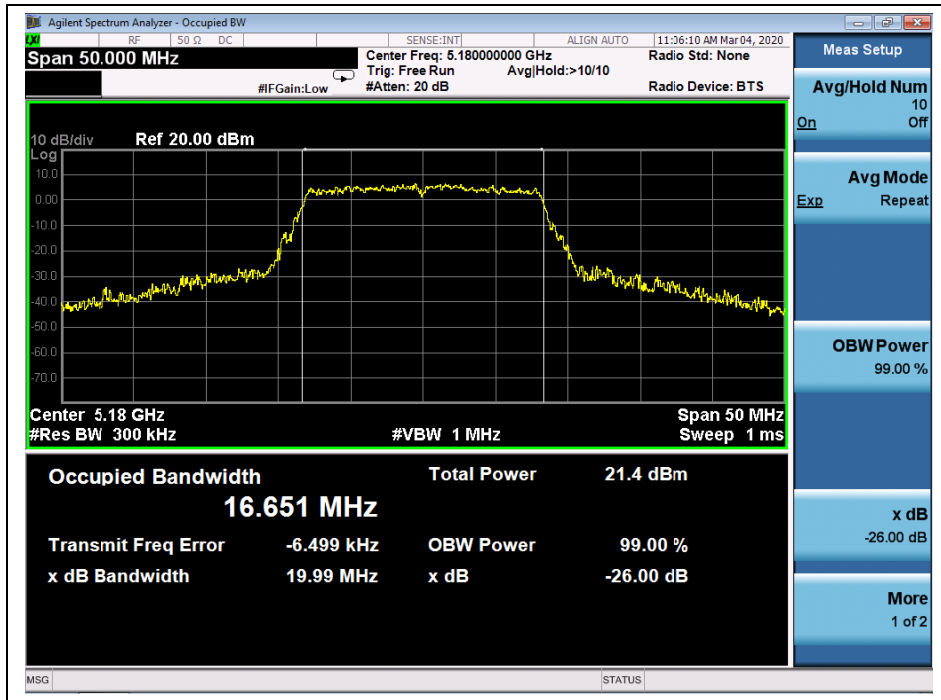 Agilent Spectrum Analyzer - Occupied BW
LXI RF 50 Ω DC SENSE:INT ALIGN AUTO 11:36:10 AM Mar 04, 2020
Span 50.000 MHz
Center Freq: 5.180000000 GHz Radio Std: None
Trig: Free Run Avg|Hold:>10/10
#IFGain:Low #Atten: 20 dB Radio Device: BTS
10 dB/div Ref 20.00 dBm
Log
10.0
0.00
-10.0
-20.0
-30.0
-40.0
-50.0
-60.0
-70.0
Center 5.18 GHz Span 50 MHz
#Res BW 300 kHz #VBW 1 MHz Sweep 1 ms
Occupied Bandwidth Total Power 21.4 dBm
16.651 MHz
Transmit Freq Error -6.499 kHz OBW Power 99.00 %
x dB Bandwidth 19.99 MHz x dB -26.00 dB
MSG STATUS
Meas Setup
Avg/Hold Num
10
On Off
Avg Mode
Exp Repeat
OBW Power
99.00 %
x dB
-26.00 dB
More
1 of 2